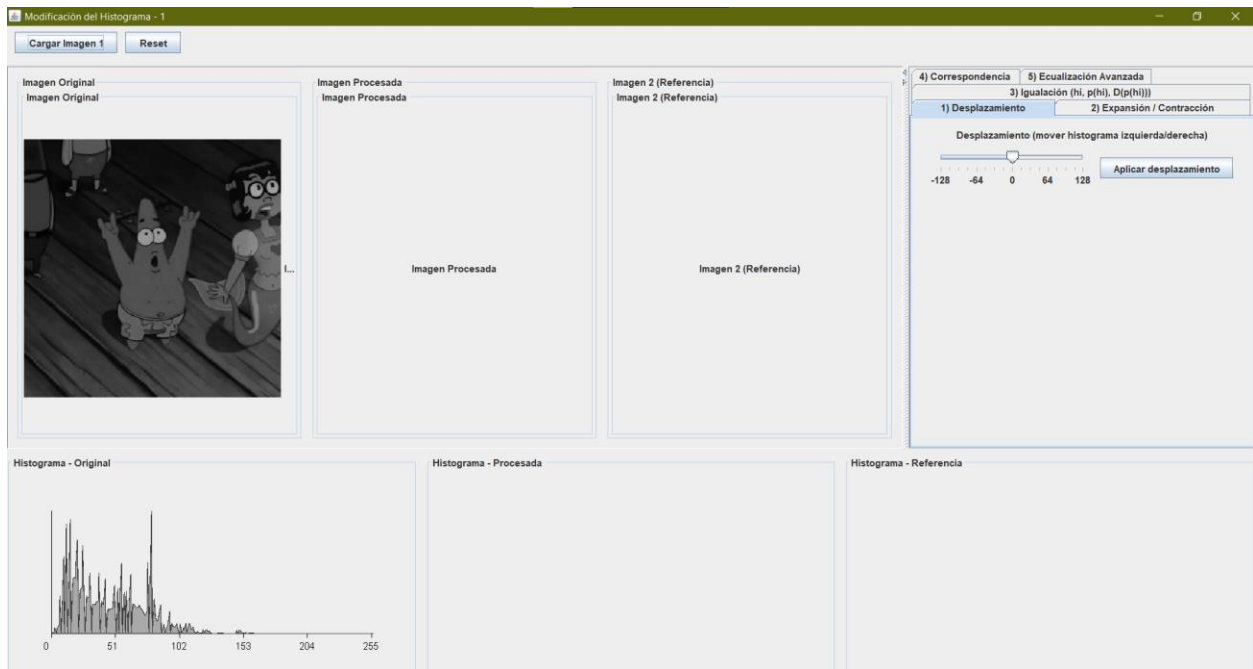 Modificación del Histograma - 1
Cargar Imagen 1 Reset
Imagen Original
Imagen Original
I...
Imagen Procesada
Imagen Procesada
Imagen Procesada
Imagen 2 (Referencia)
Imagen 2 (Referencia)
Imagen 2 (Referencia)
4) Correspondencia 5) Ecualización Avanzada
3) Igualación (hi, p(hi), D(p(hi)))
1) Desplazamiento 2) Expansión / Contracción
Desplazamiento (mover histograma izquierda/derecha)
-128 -64 0 64 128
Aplicar desplazamiento
Histograma - Original
0 51 102 153 204 255
Histograma - Procesada
Histograma - Referencia